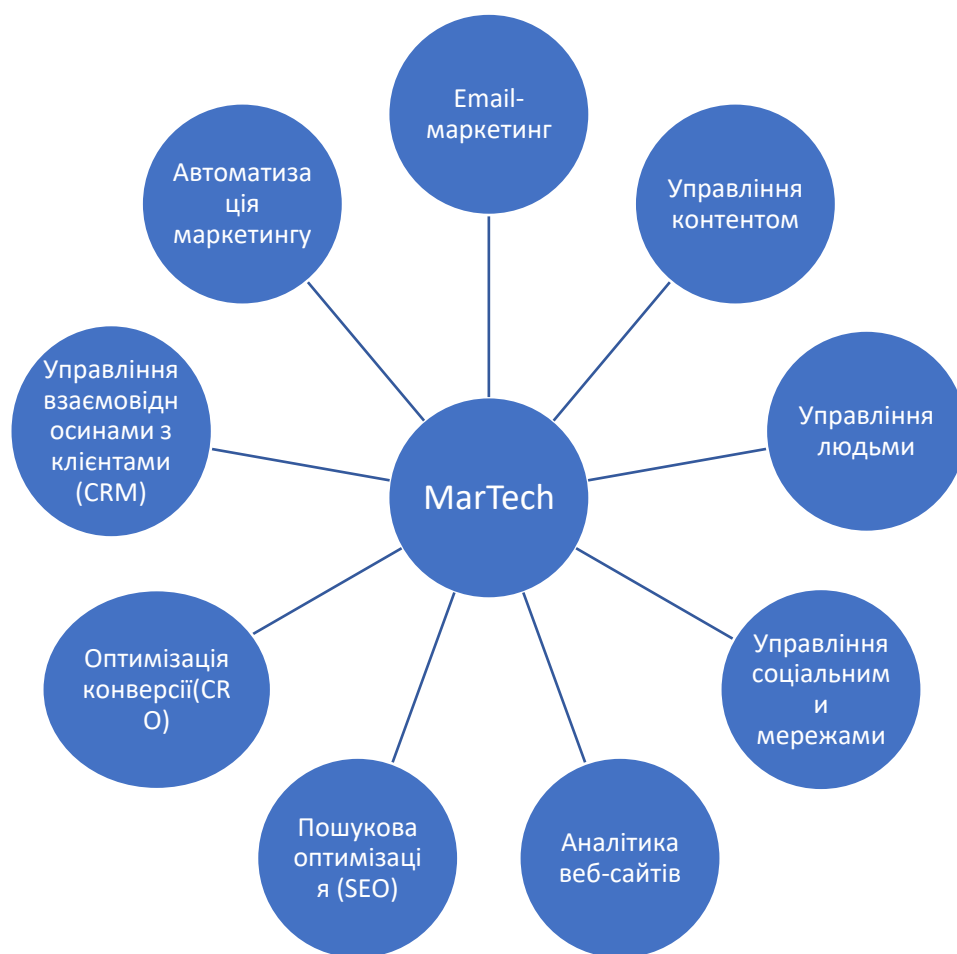 Email-
маркетинг
Управління
контентом
Управління
людьми
Управління
соціальним
и
мережами
Аналітика
веб-сайтів
Пошукова
оптимізаці
я (SEO)
Оптимізація
конверсії(CR
O)
Управління
взаємовідн
осинами з
клієнтами
(CRM)
Автоматиза
ція
маркетингу
MarTech